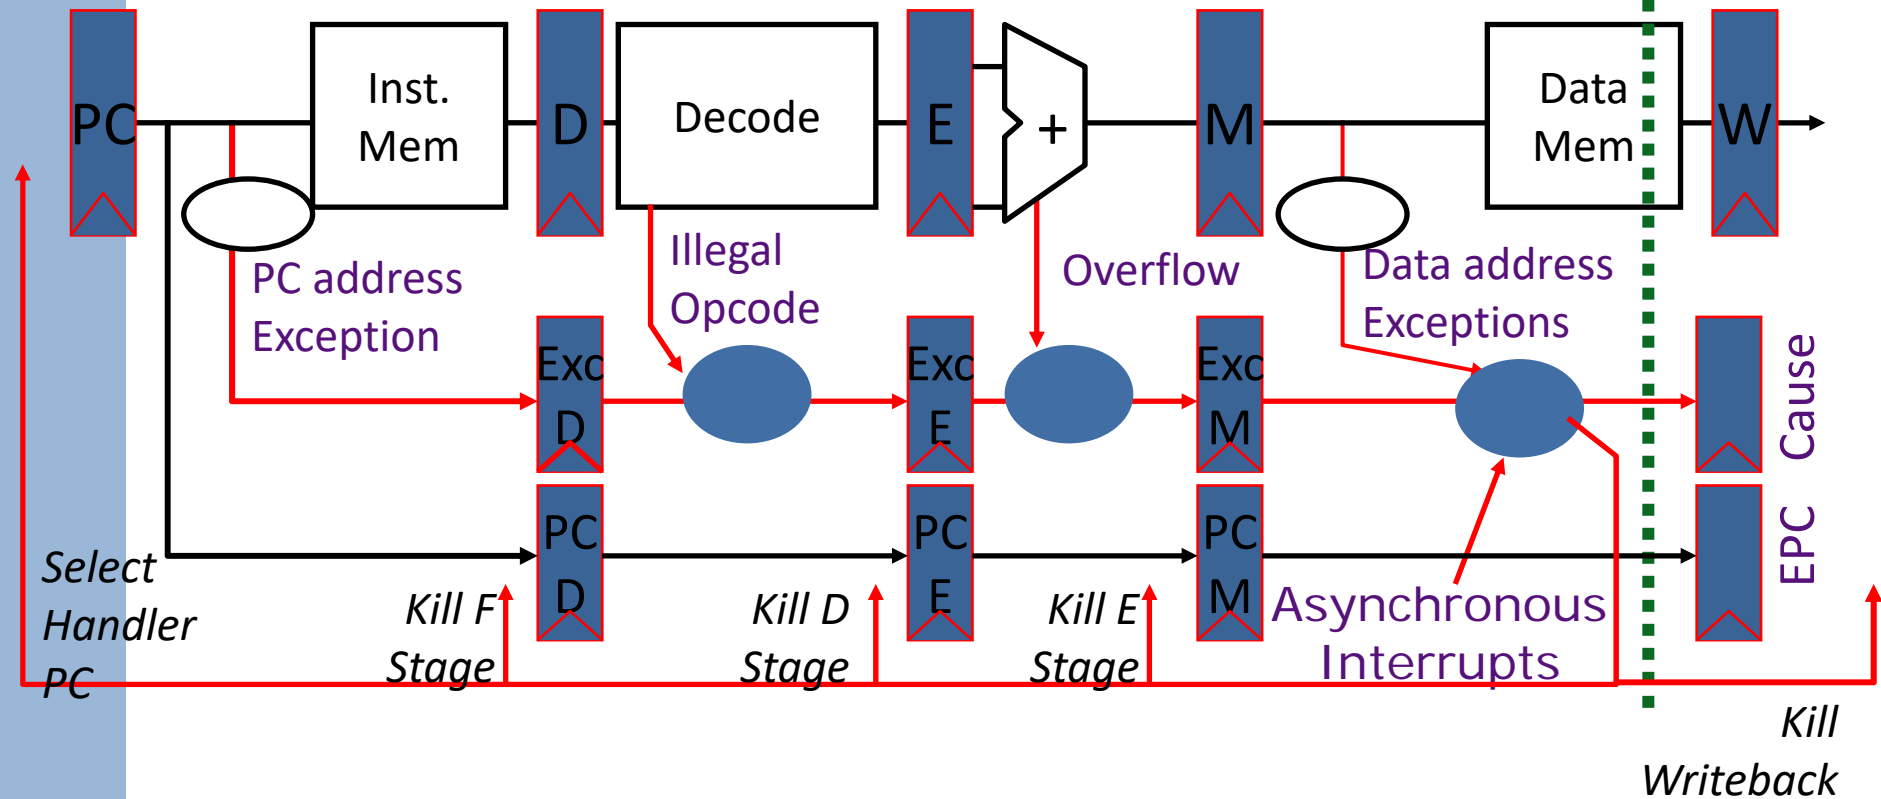 PC
Inst.
Mem
D
Decode
E
+
M
Data
Mem
W
PC address
Exception
Illegal
Opcode
Overflow
Data address
Exceptions
Exc
D
Exc
E
Exc
M
Cause
PC
D
PC
E
PC
M
EPC
Select
Handler
PC
Kill F
Stage
Kill D
Stage
Kill E
Stage
Asynchronous
Interrupts
Kill
Writeback